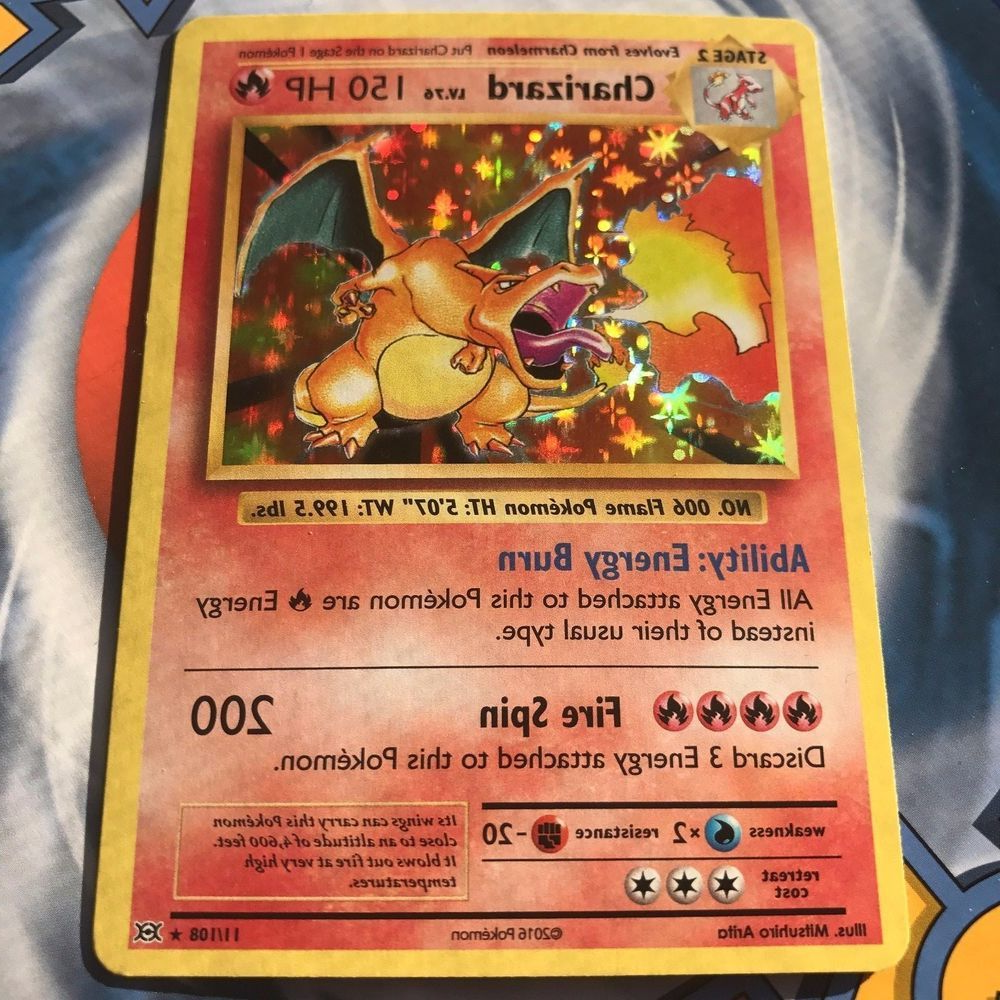 STAGE 2 Evolves from Charmeleon Put Charizard on the Stage 1 Pokémon
Charizard LV.76 150 HP
NO. 006 Flame Pokémon HT: 5'07" WT: 199.5 lbs.
Ability: Energy Burn
All Energy attached to this Pokémon are Energy
instead of their usual type.
Fire Spin 200
Discard 3 Energy attached to this Pokémon.
weakness ×2 resistance -20
retreat
cost
Its wings can carry this Pokémon
close to an altitude of 4,600 feet.
It blows out fire at very high
temperatures.
Illus. Mitsuhiro Arita ©2016 Pokémon 11/108 ★